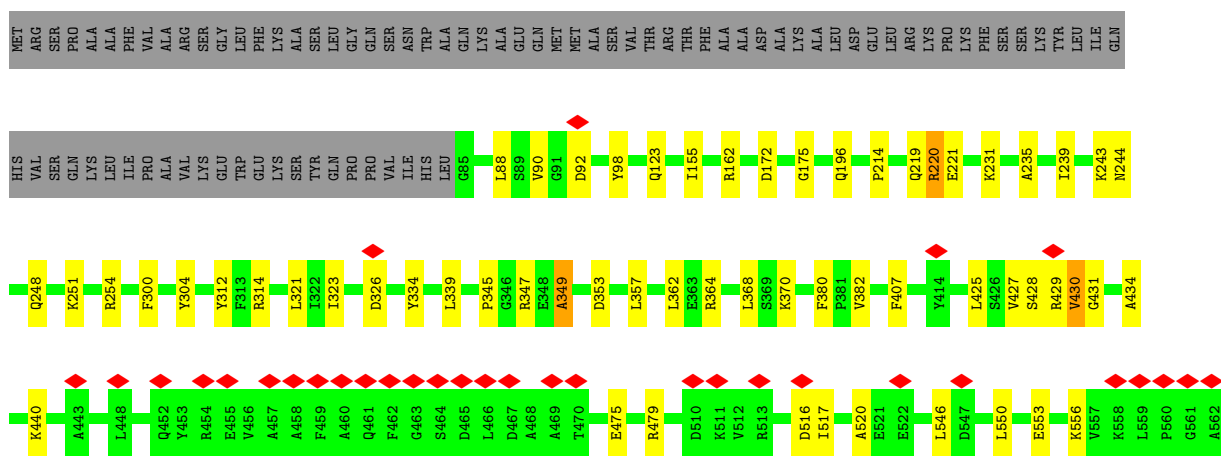 MET ARG SER PRO ALA ALA PHE VAL ALA ARG SER GLY LEU PHE LYS ALA SER LEU GLY GLN SER ASN TRP ALA GLN LYS ALA GLU GLN MET MET ALA SER VAL THR ARG THR PHE ALA ALA ASP ALA LYS ALA LEU ASP GLU LEU ARG LYS PRO LYS PHE SER SER LYS TYR LEU ILE GLN
HIS VAL SER GLN LYS LEU ILE PRO ALA VAL LYS GLU TRP GLU LYS SER TYR GLN PRO PRO VAL ILE HIS LEU G85 L88 S89 V90 G91 D92 Y98 Q123 I155 R162 D172 G175 Q196 P214 Q219 R220 E221 K231 A235 I239 K243 N244
Q248 K251 R254 F300 Y304 Y312 F313 R314 L321 I322 I323 D326 Y334 L339 P345 G346 R347 E348 A349 D353 L357 L362 E363 R364 L368 S369 K370 F380 P381 V382 F407 Y414 L425 S426 V427 S428 R429 V430 G431 A434
K440 A443 L448 Q452 Y453 R454 E455 V456 A457 A458 F459 A460 Q461 F462 G463 S464 D465 L466 D467 A468 A469 T470 E475 R479 D510 K511 V512 R513 D516 I517 A520 E521 E522 L546 D547 L550 E553 K556 V557 K558 L559 P560 G561 A562